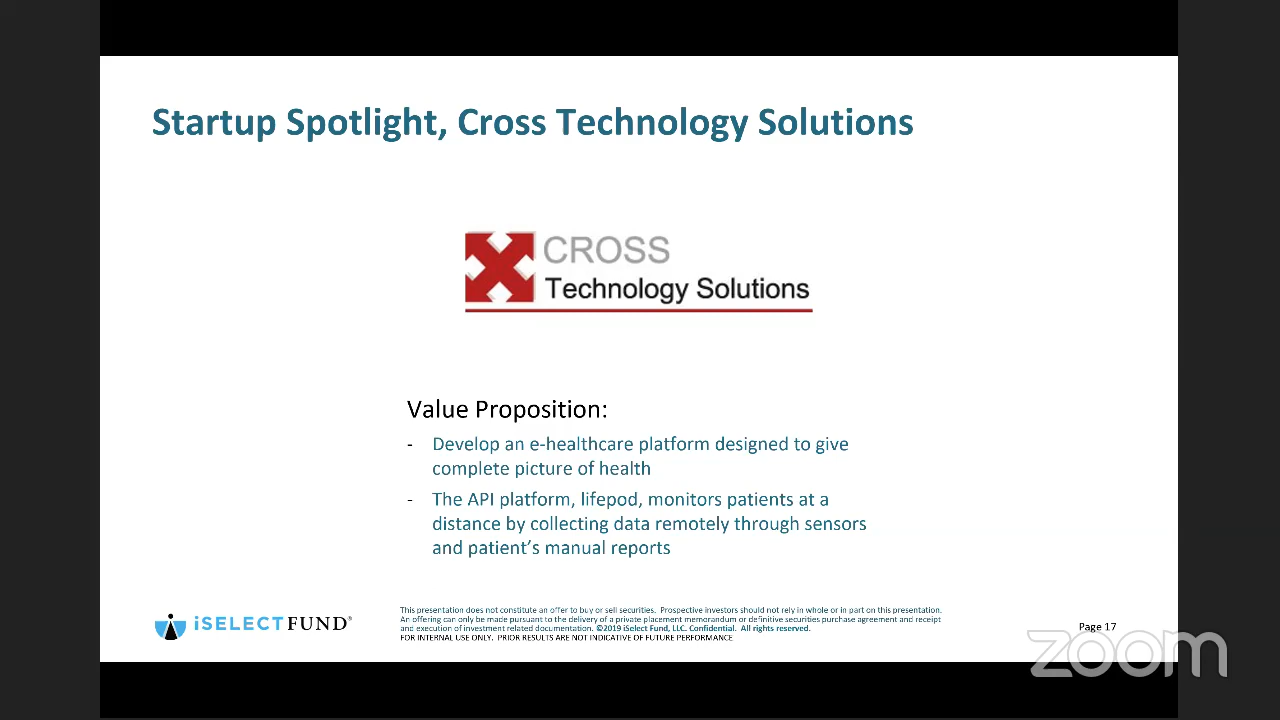 Startup Spotlight, Cross Technology Solutions
CROSS
Technology Solutions
Value Proposition:
- Develop an e-healthcare platform designed to give
complete picture of health
- The API platform, lifepod, monitors patients at a
distance by collecting data remotely through sensors
and patient's manual reports
iSELECTFUND®
This presentation does not constitute an offer to buy or sell securities. Prospective investors should not rely in whole or in part on this presentation.
An offering can only be made pursuant to the delivery of a private placement memorandum or definitive securities purchase agreement and receipt
and execution of investment related documentation. ©2019 iSelect Fund, LLC. Confidential. All rights reserved.
FOR INTERNAL USE ONLY. PRIOR RESULTS ARE NOT INDICATIVE OF FUTURE PERFORMANCE
Page 17
zoom